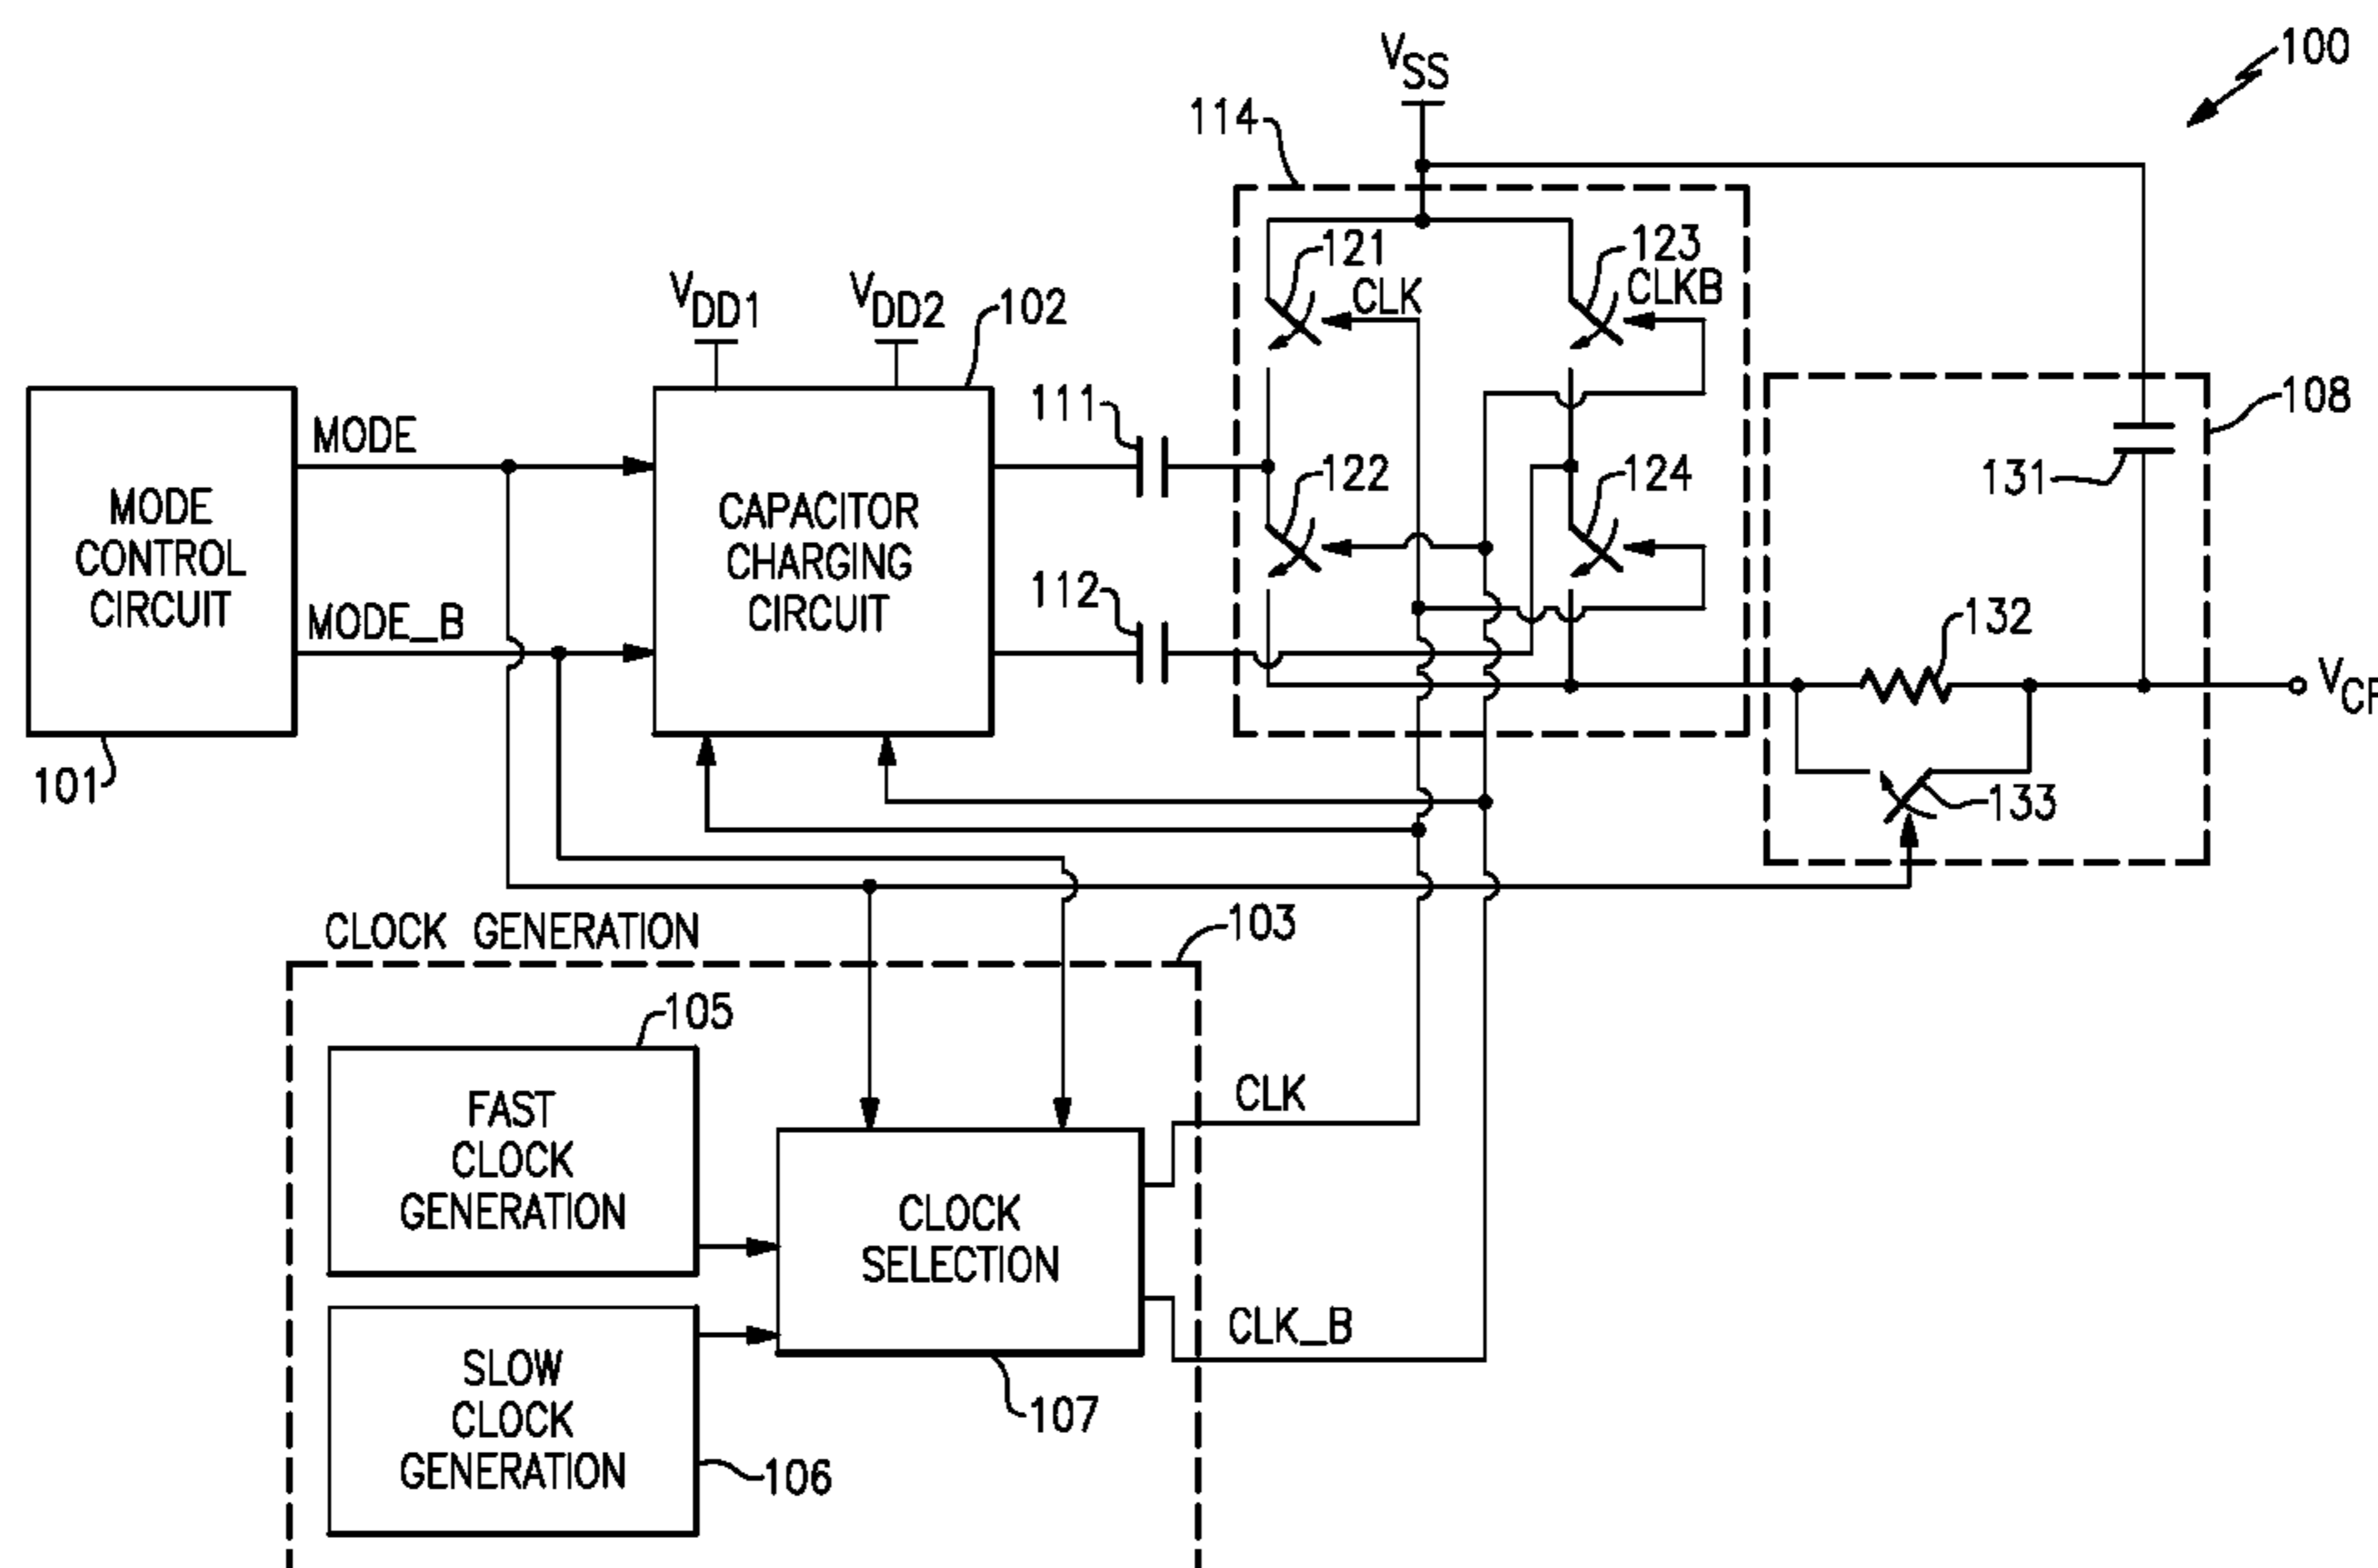 100
VSS
114
121
CLK
123
CLKB
VDD1
VDD2
102
111
108
MODE
MODE CONTROL CIRCUIT
CAPACITOR CHARGING CIRCUIT
122
124
131
112
MODE_B
132
VCP
101
133
CLOCK GENERATION
103
105
FAST CLOCK GENERATION
CLK
CLOCK SELECTION
CLK_B
SLOW CLOCK GENERATION
107
106